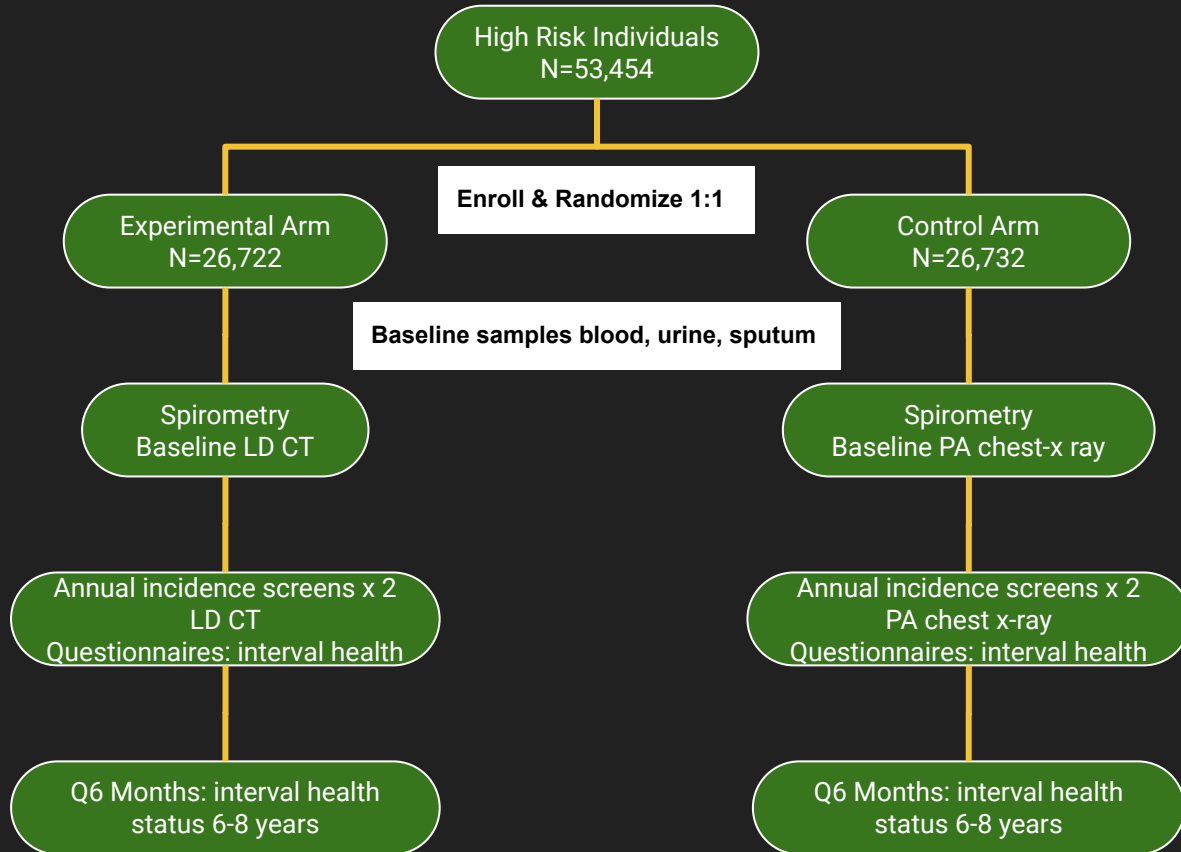 High Risk Individuals
N=53,454
Enroll & Randomize 1:1
Experimental Arm
N=26,722
Control Arm
N=26,732
Baseline samples blood, urine, sputum
Spirometry
Baseline LD CT
Spirometry
Baseline PA chest-x ray
Annual incidence screens x 2
LD CT
Questionnaires: interval health
Annual incidence screens x 2
PA chest x-ray
Questionnaires: interval health
Q6 Months: interval health
status 6-8 years
Q6 Months: interval health
status 6-8 years